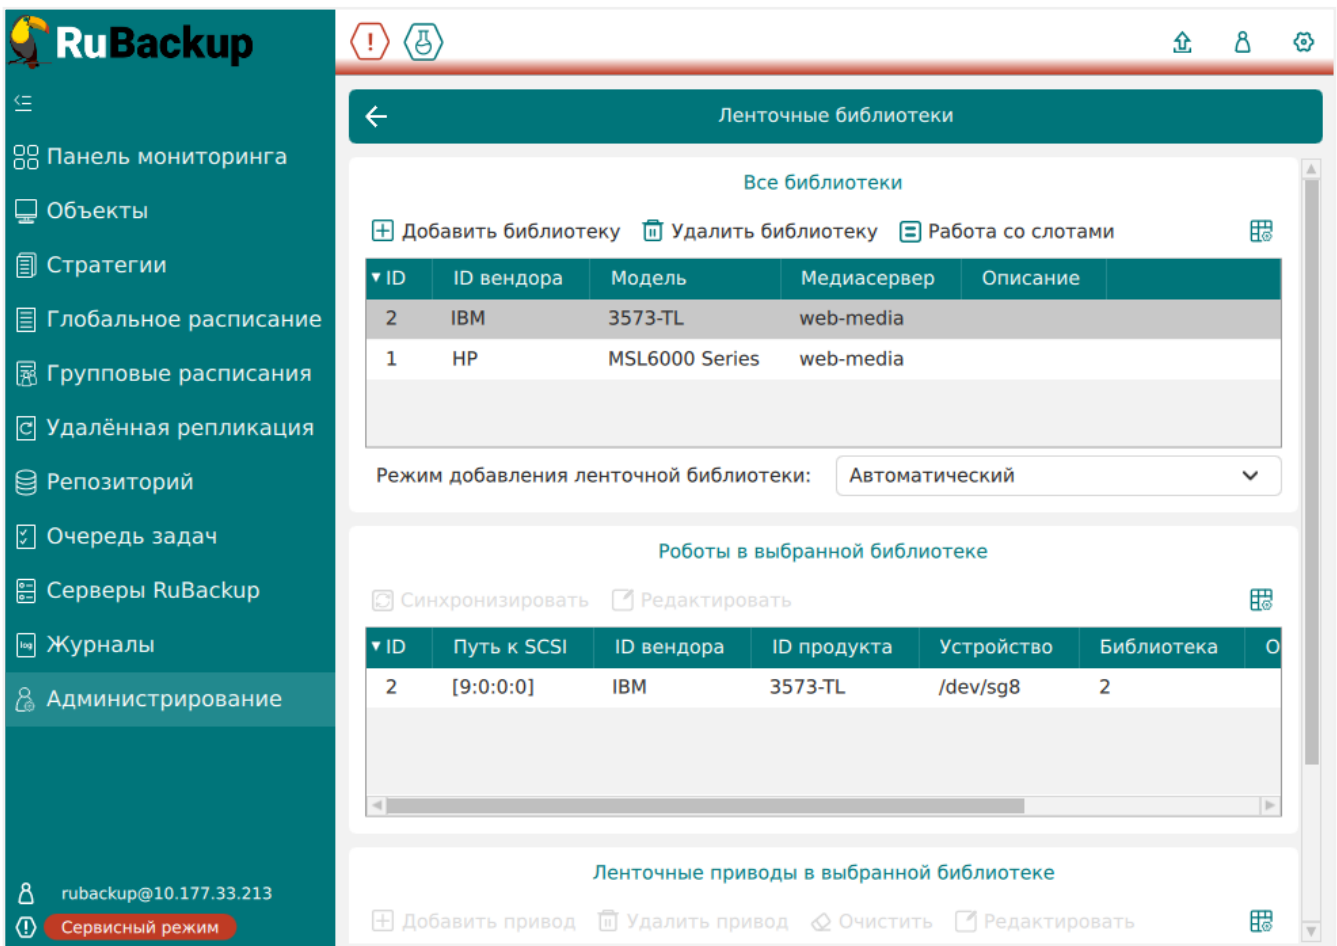 RuBackup
Панель мониторинга
Объекты
Стратегии
Глобальное расписание
Групповые расписания
Удалённая репликация
Репозиторий
Очередь задач
Серверы RuBackup
Журналы
Администрирование
rubackup@10.177.33.213
Сервисный режим
Ленточные библиотеки
Все библиотеки
Добавить библиотеку Удалить библиотеку Работа со слотами
ID ID вендора Модель Медиасервер Описание
2 IBM 3573-TL web-media
1 HP MSL6000 Series web-media
Режим добавления ленточной библиотеки: Автоматический
Роботы в выбранной библиотеке
Синхронизировать Редактировать
ID Путь к SCSI ID вендора ID продукта Устройство Библиотека О
2 [9:0:0:0] IBM 3573-TL /dev/sg8 2
Ленточные приводы в выбранной библиотеке
Добавить привод Удалить привод Очистить Редактировать